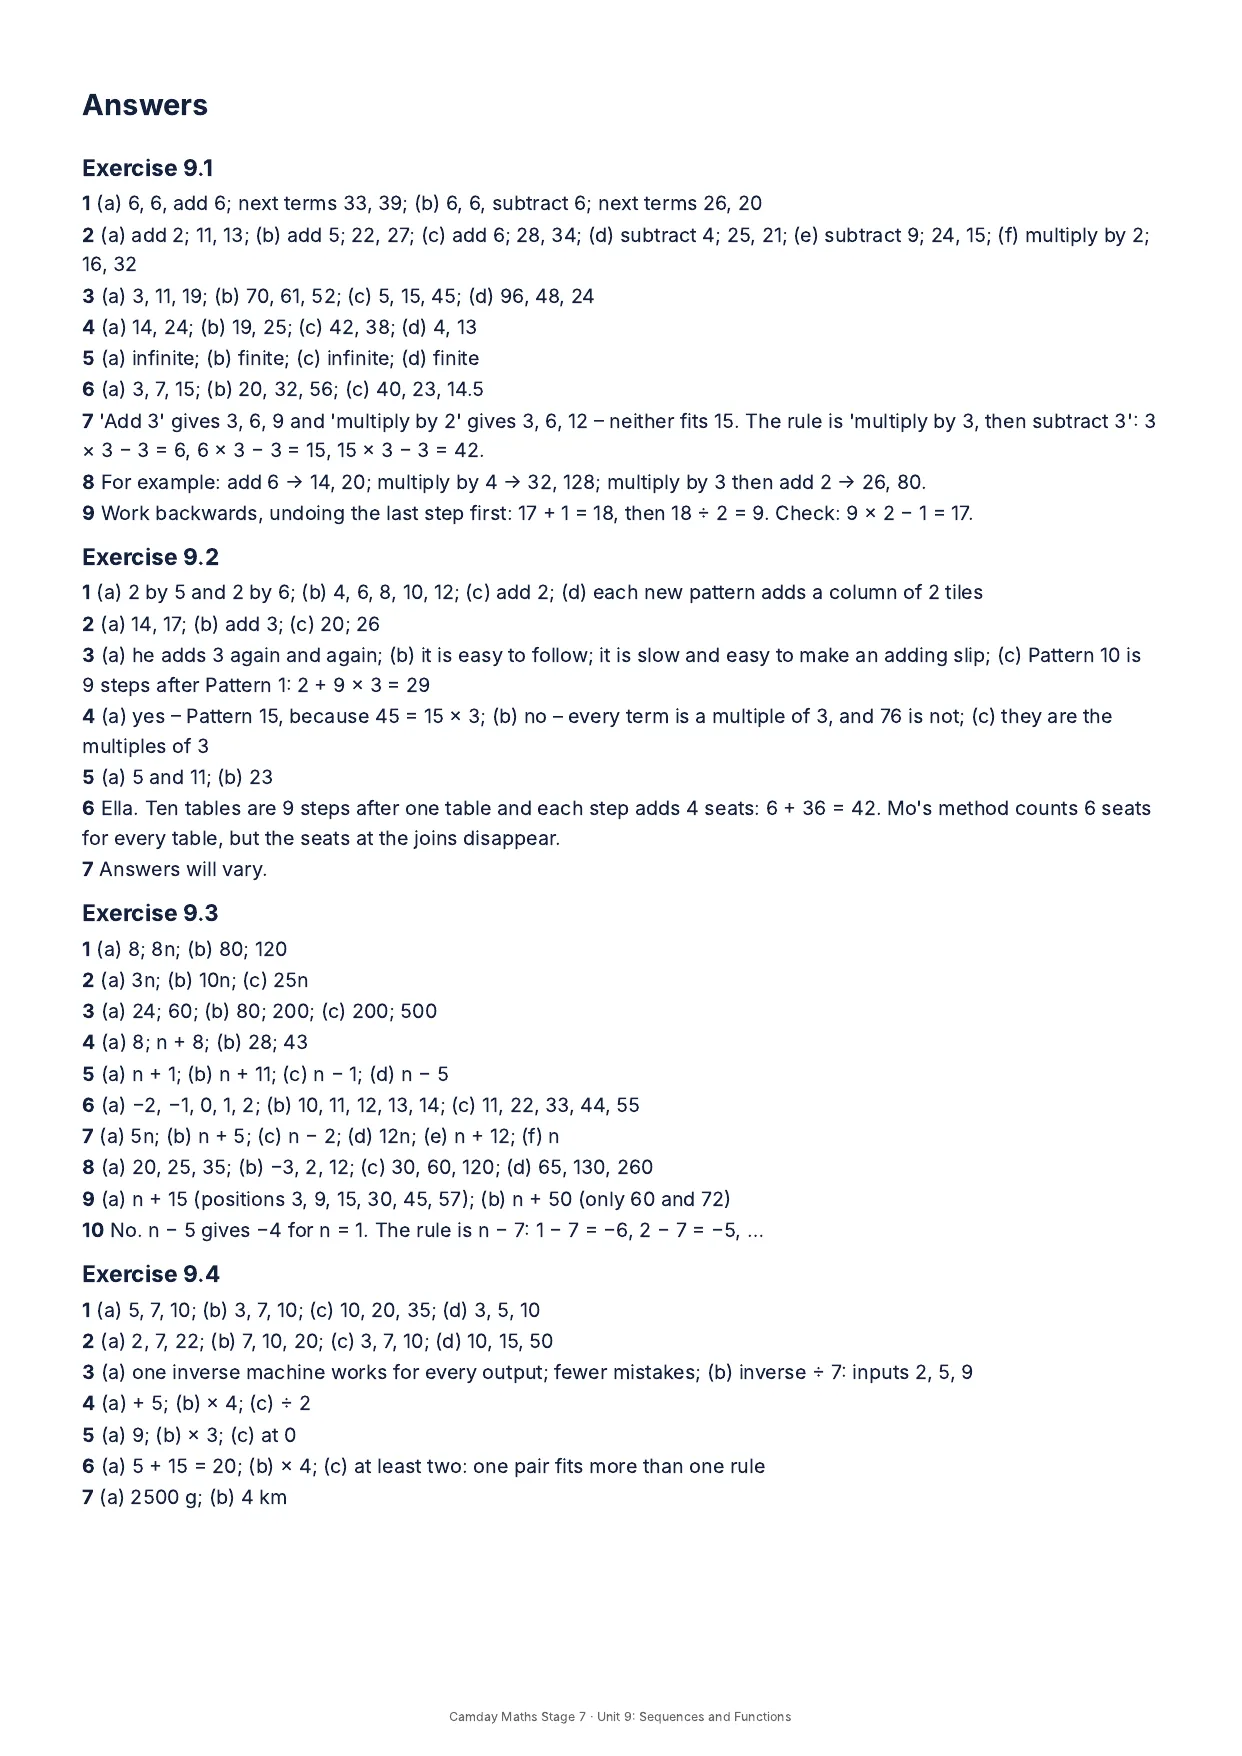 Answers
Exercise 9.1
1 (a) 6, 6, add 6; next terms 33, 39; (b) 6, 6, subtract 6; next terms 26, 20
2 (a) add 2; 11, 13; (b) add 5; 22, 27; (c) add 6; 28, 34; (d) subtract 4; 25, 21; (e) subtract 9; 24, 15; (f) multiply by 2;
16, 32
3 (a) 3, 11, 19; (b) 70, 61, 52; (c) 5, 15, 45; (d) 96, 48, 24
4 (a) 14, 24; (b) 19, 25; (c) 42, 38; (d) 4, 13
5 (a) infinite; (b) finite; (c) infinite; (d) finite
6 (a) 3, 7, 15; (b) 20, 32, 56; (c) 40, 23, 14.5
7 'Add 3' gives 3, 6, 9 and 'multiply by 2' gives 3, 6, 12 – neither fits 15. The rule is 'multiply by 3, then subtract 3': 3
× 3 − 3 = 6, 6 × 3 − 3 = 15, 15 × 3 − 3 = 42.
8 For example: add 6 → 14, 20; multiply by 4 → 32, 128; multiply by 3 then add 2 → 26, 80.
9 Work backwards, undoing the last step first: 17 + 1 = 18, then 18 ÷ 2 = 9. Check: 9 × 2 − 1 = 17.
Exercise 9.2
1 (a) 2 by 5 and 2 by 6; (b) 4, 6, 8, 10, 12; (c) add 2; (d) each new pattern adds a column of 2 tiles
2 (a) 14, 17; (b) add 3; (c) 20; 26
3 (a) he adds 3 again and again; (b) it is easy to follow; it is slow and easy to make an adding slip; (c) Pattern 10 is
9 steps after Pattern 1: 2 + 9 × 3 = 29
4 (a) yes – Pattern 15, because 45 = 15 × 3; (b) no – every term is a multiple of 3, and 76 is not; (c) they are the
multiples of 3
5 (a) 5 and 11; (b) 23
6 Ella. Ten tables are 9 steps after one table and each step adds 4 seats: 6 + 36 = 42. Mo's method counts 6 seats
for every table, but the seats at the joins disappear.
7 Answers will vary.
Exercise 9.3
1 (a) 8; 8n; (b) 80; 120
2 (a) 3n; (b) 10n; (c) 25n
3 (a) 24; 60; (b) 80; 200; (c) 200; 500
4 (a) 8; n + 8; (b) 28; 43
5 (a) n + 1; (b) n + 11; (c) n − 1; (d) n − 5
6 (a) −2, −1, 0, 1, 2; (b) 10, 11, 12, 13, 14; (c) 11, 22, 33, 44, 55
7 (a) 5n; (b) n + 5; (c) n − 2; (d) 12n; (e) n + 12; (f) n
8 (a) 20, 25, 35; (b) −3, 2, 12; (c) 30, 60, 120; (d) 65, 130, 260
9 (a) n + 15 (positions 3, 9, 15, 30, 45, 57); (b) n + 50 (only 60 and 72)
10 No. n − 5 gives −4 for n = 1. The rule is n − 7: 1 − 7 = −6, 2 − 7 = −5, …
Exercise 9.4
1 (a) 5, 7, 10; (b) 3, 7, 10; (c) 10, 20, 35; (d) 3, 5, 10
2 (a) 2, 7, 22; (b) 7, 10, 20; (c) 3, 7, 10; (d) 10, 15, 50
3 (a) one inverse machine works for every output; fewer mistakes; (b) inverse ÷ 7: inputs 2, 5, 9
4 (a) + 5; (b) × 4; (c) ÷ 2
5 (a) 9; (b) × 3; (c) at 0
6 (a) 5 + 15 = 20; (b) × 4; (c) at least two: one pair fits more than one rule
7 (a) 2500 g; (b) 4 km
Camday Maths Stage 7 · Unit 9: Sequences and Functions